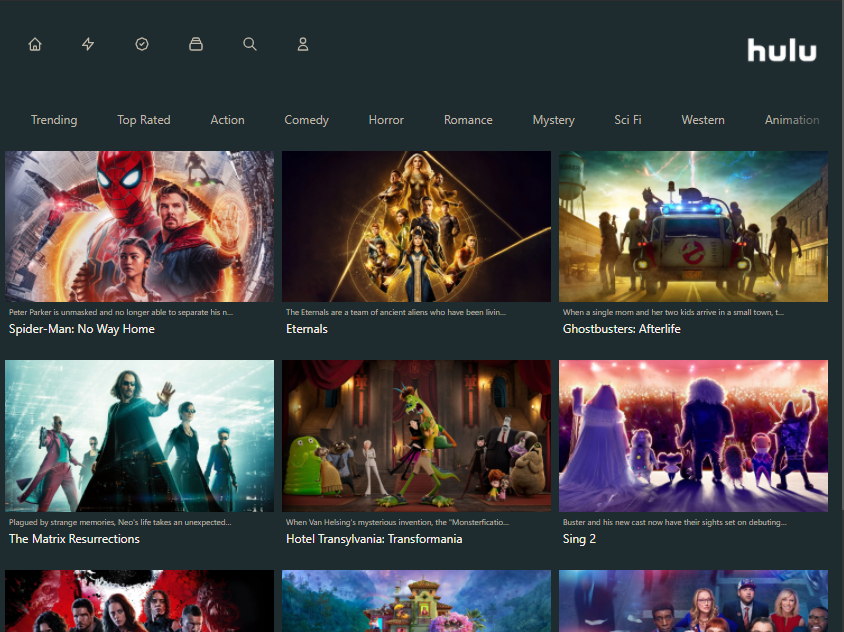 hulu
Trending Top Rated Action Comedy Horror Romance Mystery Sci Fi Western Animation
Peter Parker is unmasked and no longer able to separate his n...
Spider-Man: No Way Home
The Eternals are a team of ancient aliens who have been livin...
Eternals
When a single mom and her two kids arrive in a small town, t...
Ghostbusters: Afterlife
Plagued by strange memories, Neo's life takes an unexpected...
The Matrix Resurrections
When Van Helsing's mysterious invention, the "Monsterficatio...
Hotel Transylvania: Transformania
Buster and his new cast now have their sights set on debuting...
Sing 2